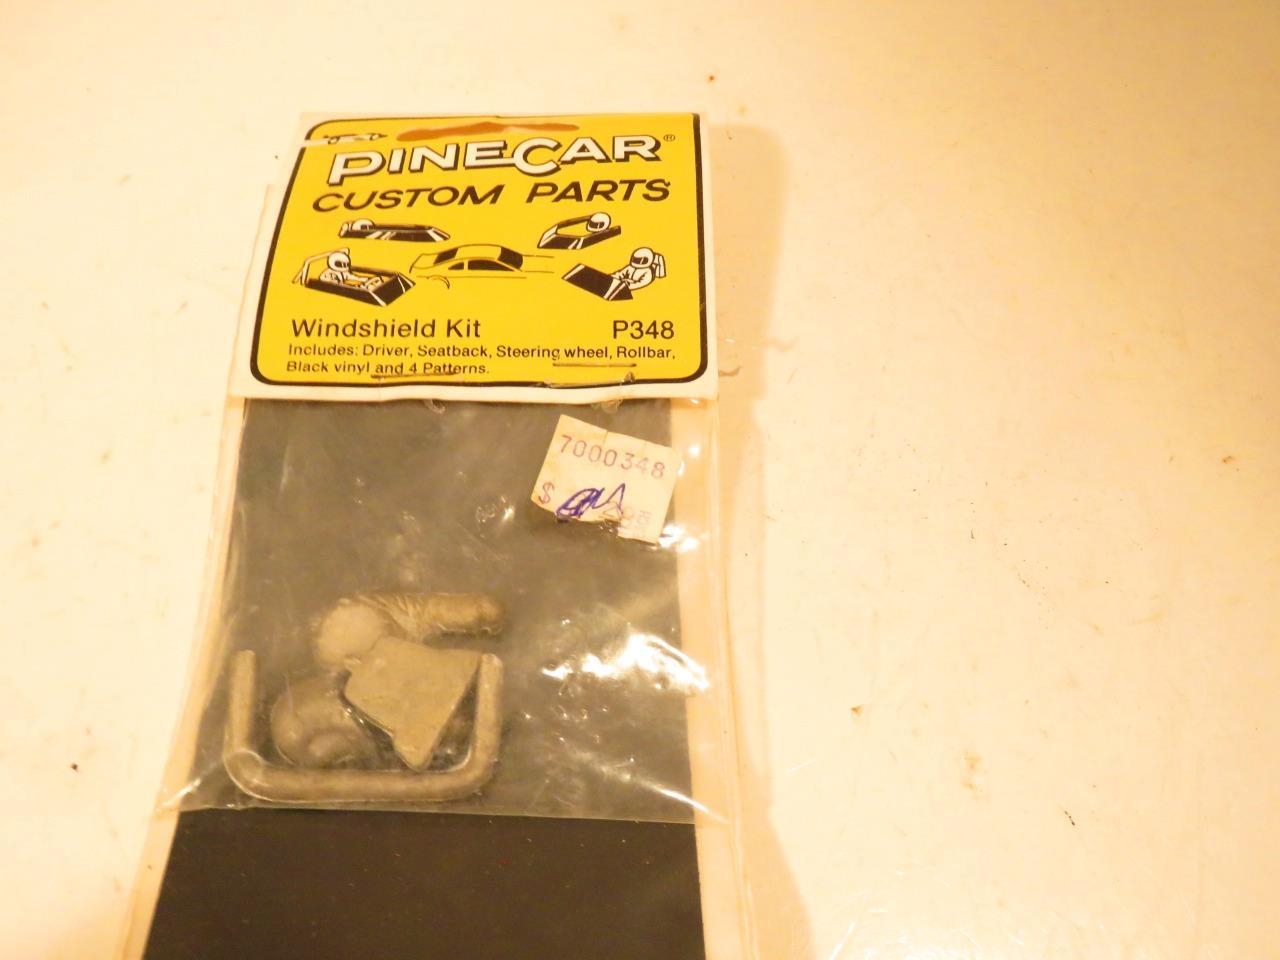 PINECAR®
CUSTOM PARTS
Windshield Kit P348
Includes: Driver, Seatback, Steering wheel, Rollbar,
Black vinyl and 4 Patterns.
7000348
$